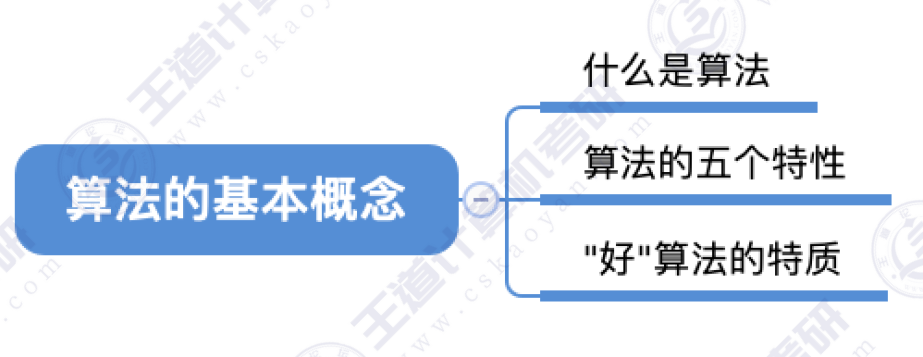 什么是算法
算法的五个特性
算法的基本概念
"好"算法的特质
王道计算机考研
www.cskaoyan.com